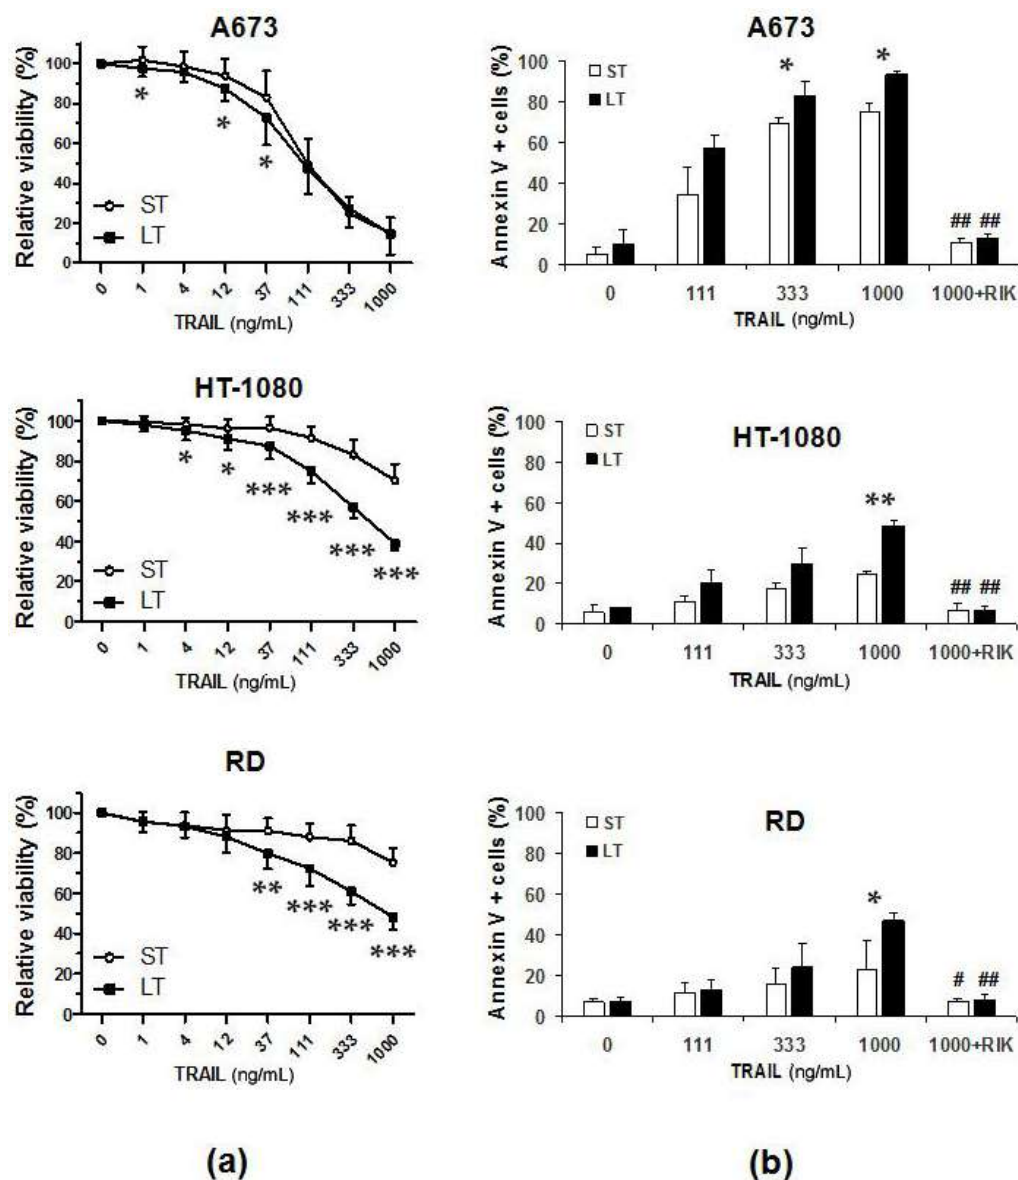 A673
Relative viability (%)
100
80
60
40
20
0
*
*
*
ST
LT
0 1 4 12 37 111 333 1000
TRAIL (ng/mL)
A673
Annexin V + cells (%)
100
80
60
40
20
0
ST
LT
*
*
## ##
0 111 333 1000 1000+RIK
TRAIL (ng/mL)
HT-1080
Relative viability (%)
100
80
60
40
20
0
*
*
***
***
***
***
ST
LT
0 1 4 12 37 111 333 1000
TRAIL (ng/mL)
HT-1080
Annexin V + cells (%)
100
80
60
40
20
0
ST
LT
**
## ##
0 111 333 1000 1000+RIK
TRAIL (ng/mL)
RD
Relative viability (%)
100
80
60
40
20
0
**
***
***
***
ST
LT
0 1 4 12 37 111 333 1000
TRAIL (ng/mL)
RD
Annexin V + cells (%)
100
80
60
40
20
0
ST
LT
*
# ##
0 111 333 1000 1000+RIK
TRAIL (ng/mL)
(a)
(b)